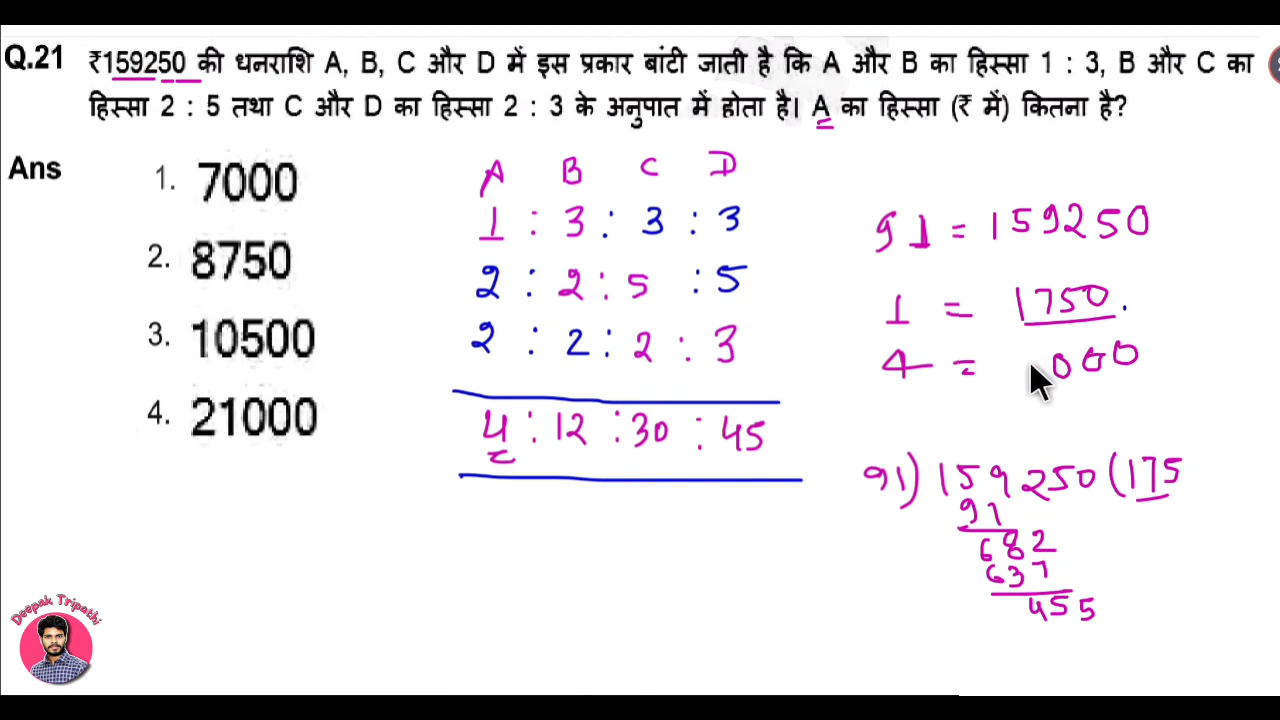 Q.21 ₹159250 की धनराशि A, B, C और D में इस प्रकार बांटी जाती है कि A और B का हिस्सा 1 : 3, B और C का
हिस्सा 2 : 5 तथा C और D का हिस्सा 2 : 3 के अनुपात में होता है। A का हिस्सा (₹ में) कितना है?
Ans
1. 7000
2. 8750
3. 10500
4. 21000
A B C D
1 : 3 : 3 : 3
2 : 2 : 5 : 5
2 : 2 : 2 : 3
4 : 12 : 30 : 45
91 = 159250
1 = 1750.
4 = 000
91) 159250 (175
91
682
637
455
Deepak Tripathi